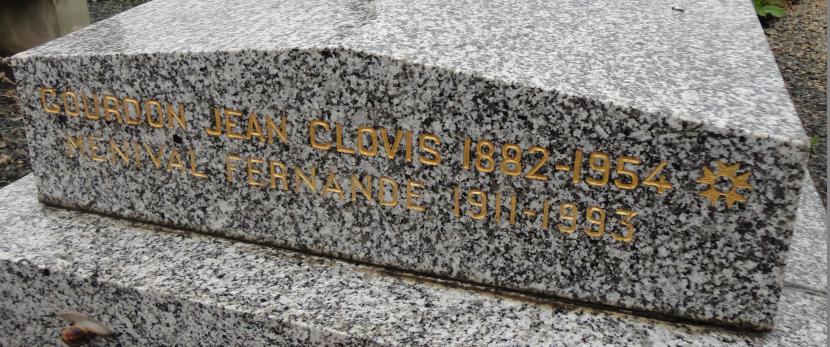 GOURDON JEAN CLOVIS 1882-1954
MENIVAL FERNANDE 1911-1993